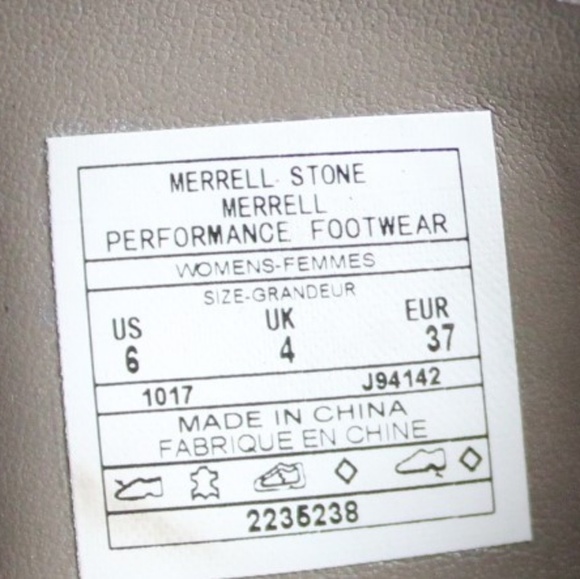 MERRELL STONE
MERRELL
PERFORMANCE FOOTWEAR
WOMENS-FEMMES
SIZE-GRANDEUR
US UK EUR
6 4 37
1017 J94142
MADE IN CHINA
FABRIQUE EN CHINE
2236238